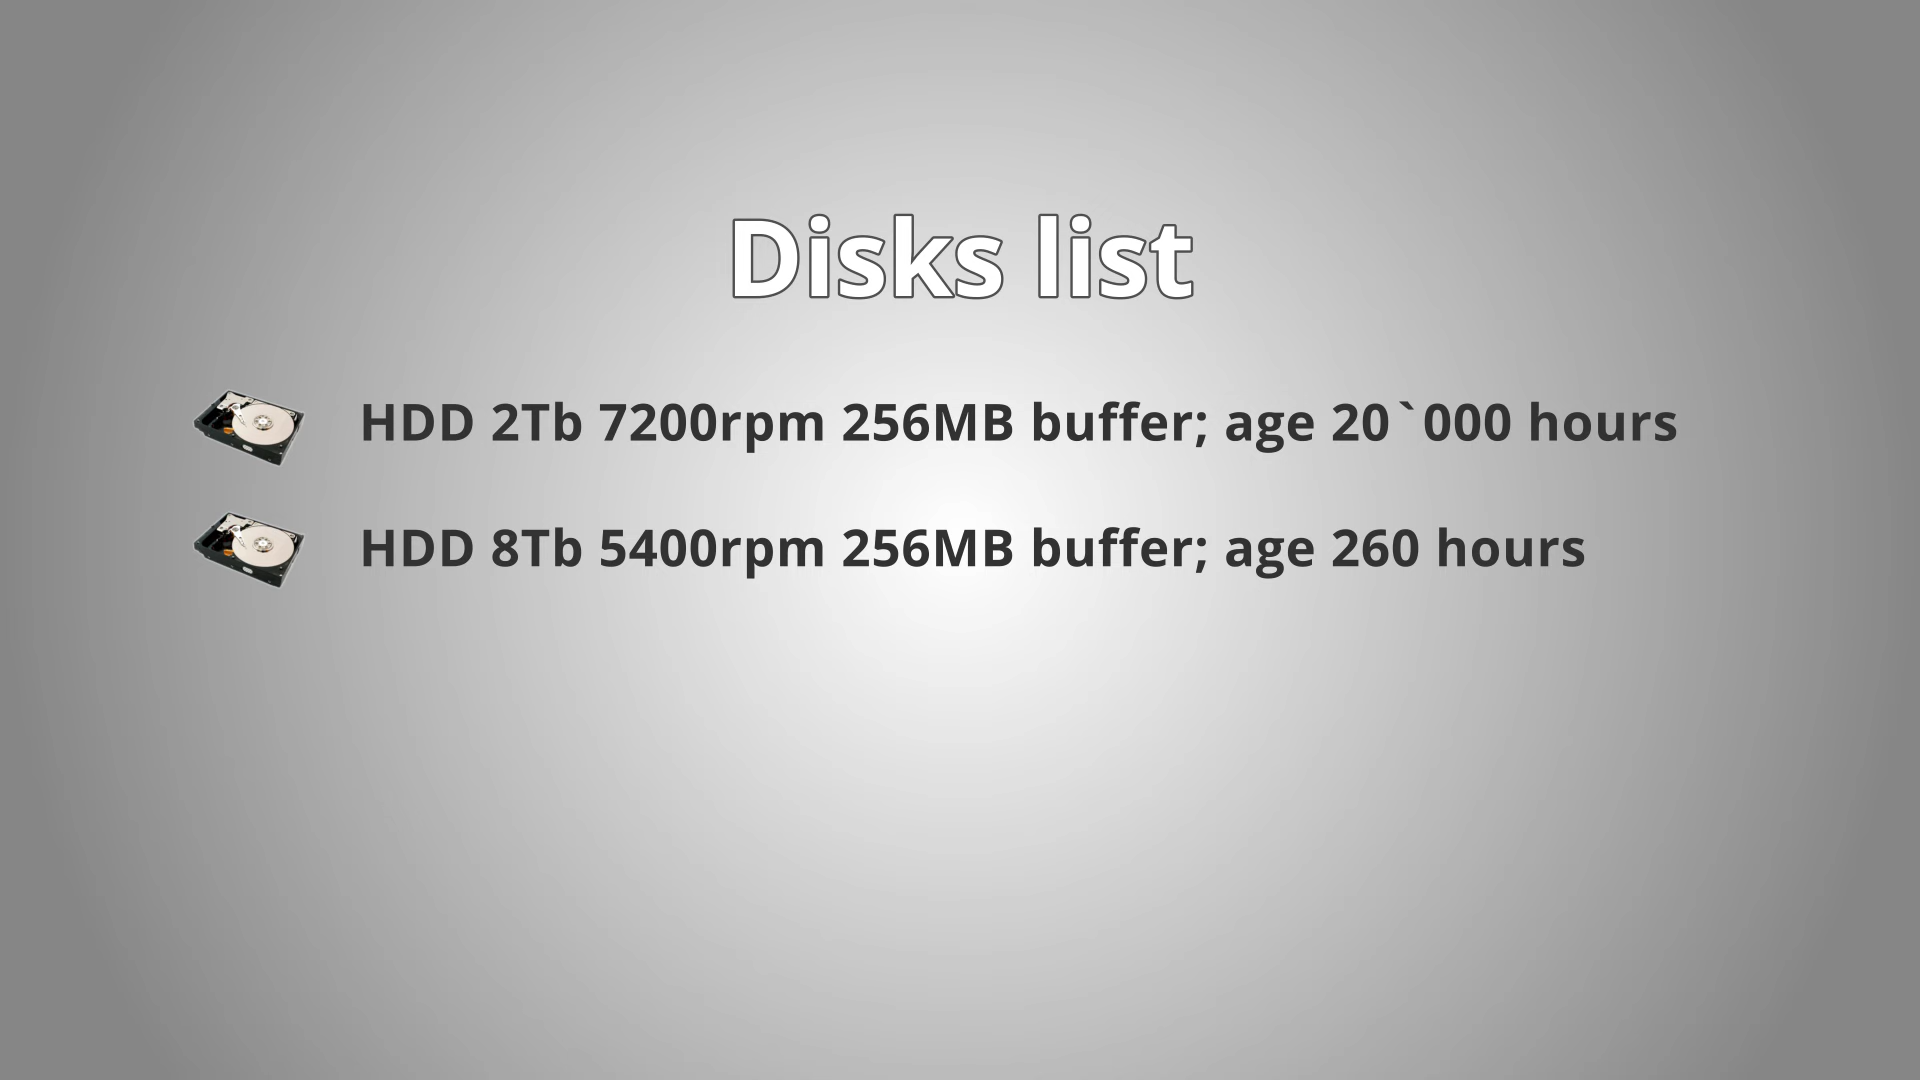 Disks list
HDD 2Tb 7200rpm 256MB buffer; age 20`000 hours
HDD 8Tb 5400rpm 256MB buffer; age 260 hours